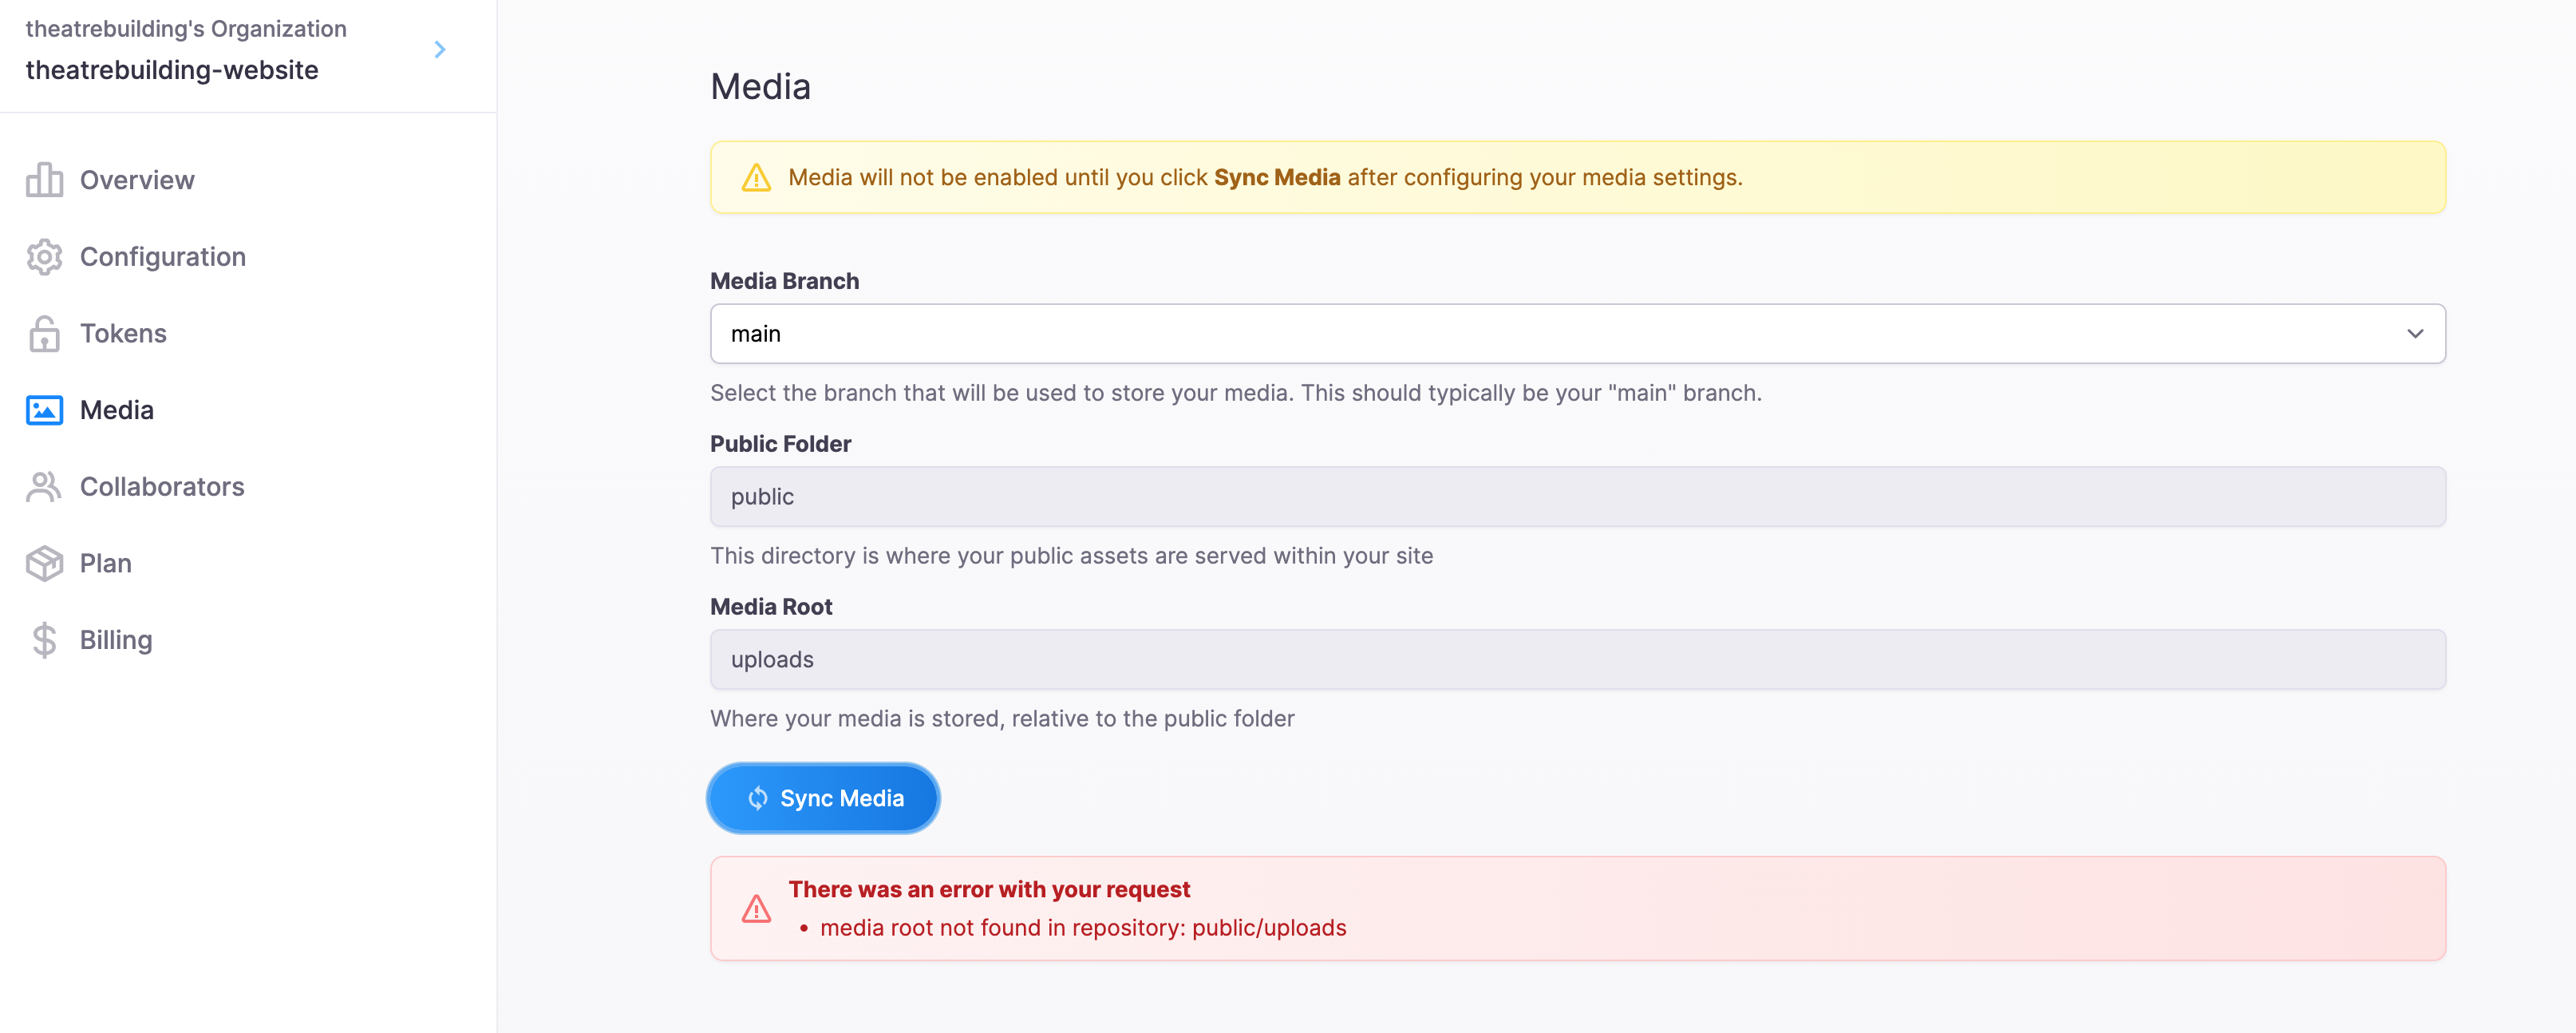 theatrebuilding's Organization
theatrebuilding-website
Overview
Configuration
Tokens
Media
Collaborators
Plan
Billing
Media
Media will not be enabled until you click Sync Media after configuring your media settings.
Media Branch
main
Select the branch that will be used to store your media. This should typically be your "main" branch.
Public Folder
public
This directory is where your public assets are served within your site
Media Root
uploads
Where your media is stored, relative to the public folder
Sync Media
There was an error with your request
• media root not found in repository: public/uploads